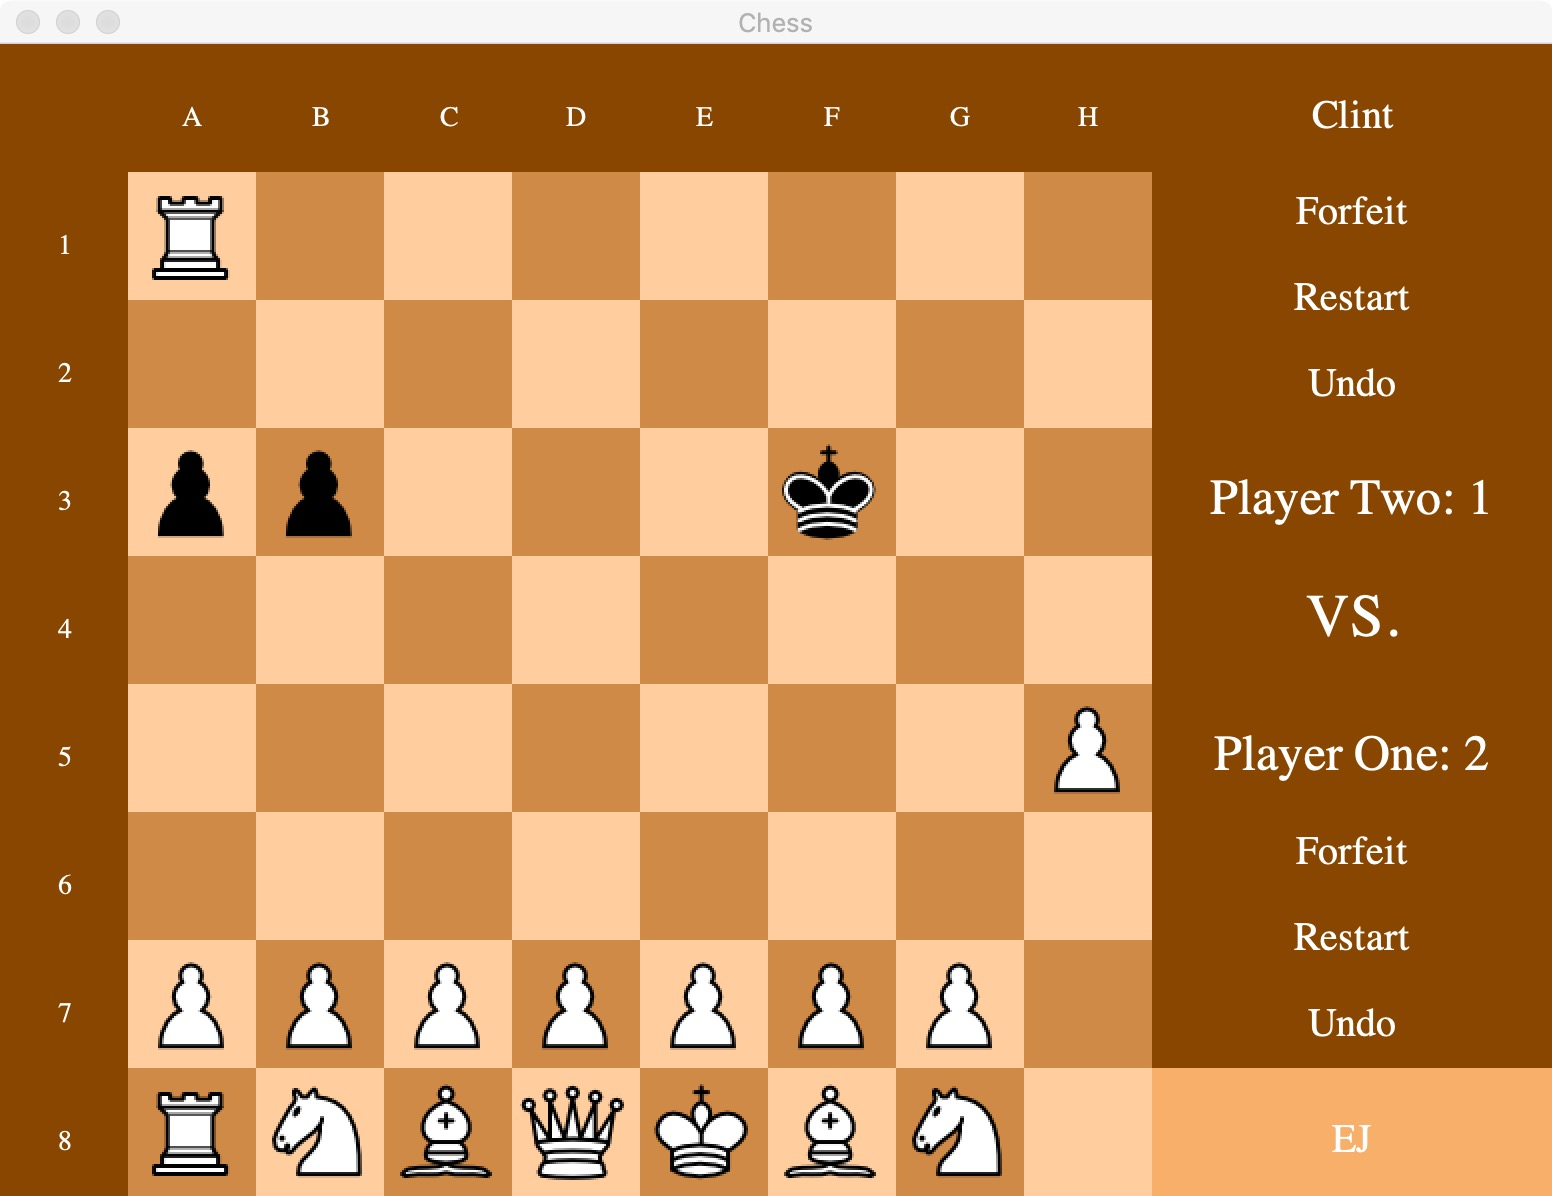 Chess
A B C D E F G H
Clint
1
Forfeit
Restart
2
Undo
3
Player Two: 1
4
VS.
5
Player One: 2
6
Forfeit
Restart
7
Undo
8
EJ